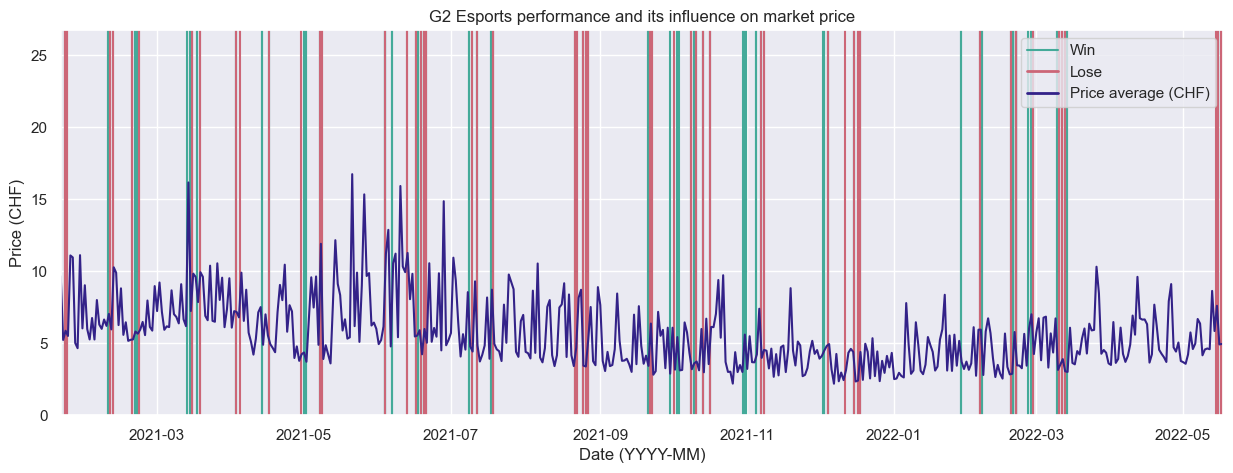 G2 Esports performance and its influence on market price
Win
Lose
Price average (CHF)
Price (CHF)
25
20
15
10
5
0
2021-03
2021-05
2021-07
2021-09
2021-11
2022-01
2022-03
2022-05
Date (YYYY-MM)